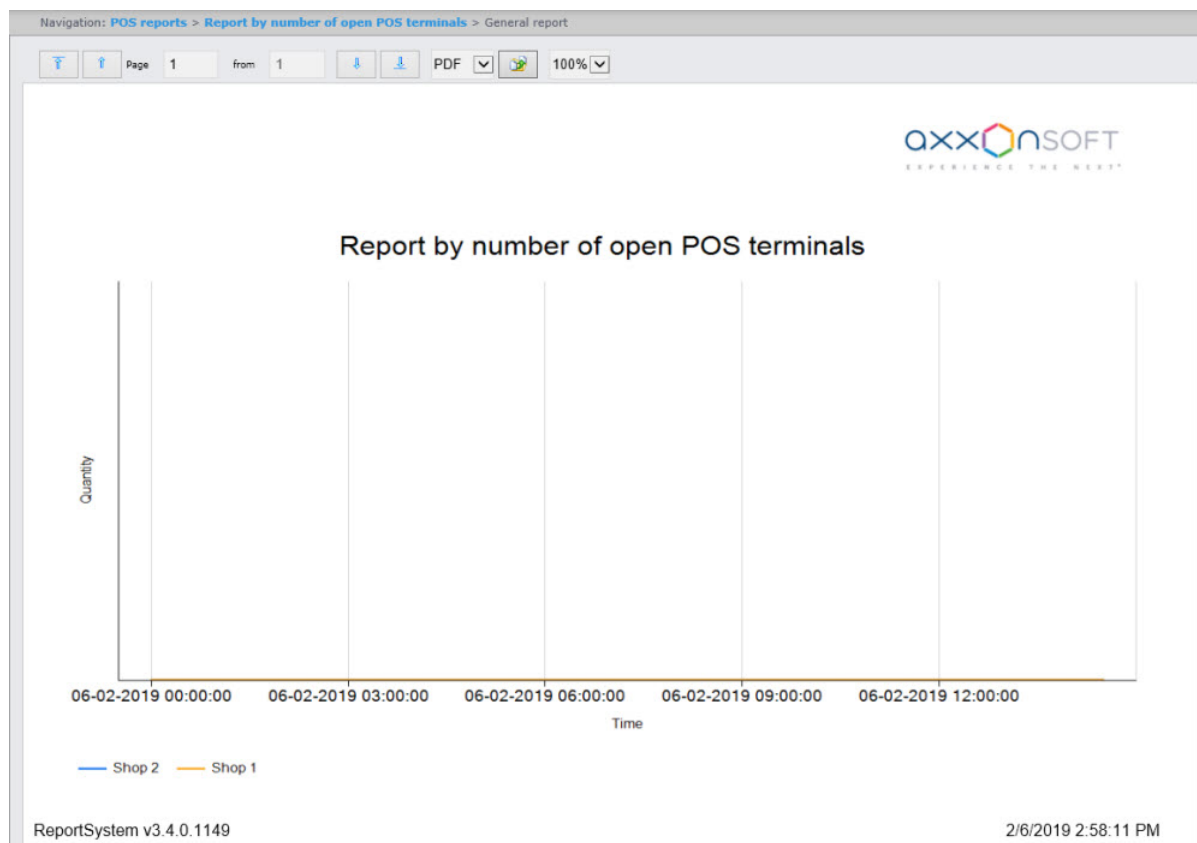 Navigation: POS reports > Report by number of open POS terminals > General report
Page 1 from 1 PDF 100%
axxonsoft
EXPERIENCE THE NEXT
Report by number of open POS terminals
Quantity
06-02-2019 00:00:00 06-02-2019 03:00:00 06-02-2019 06:00:00 06-02-2019 09:00:00 06-02-2019 12:00:00
Time
Shop 2 Shop 1
ReportSystem v3.4.0.1149 2/6/2019 2:58:11 PM